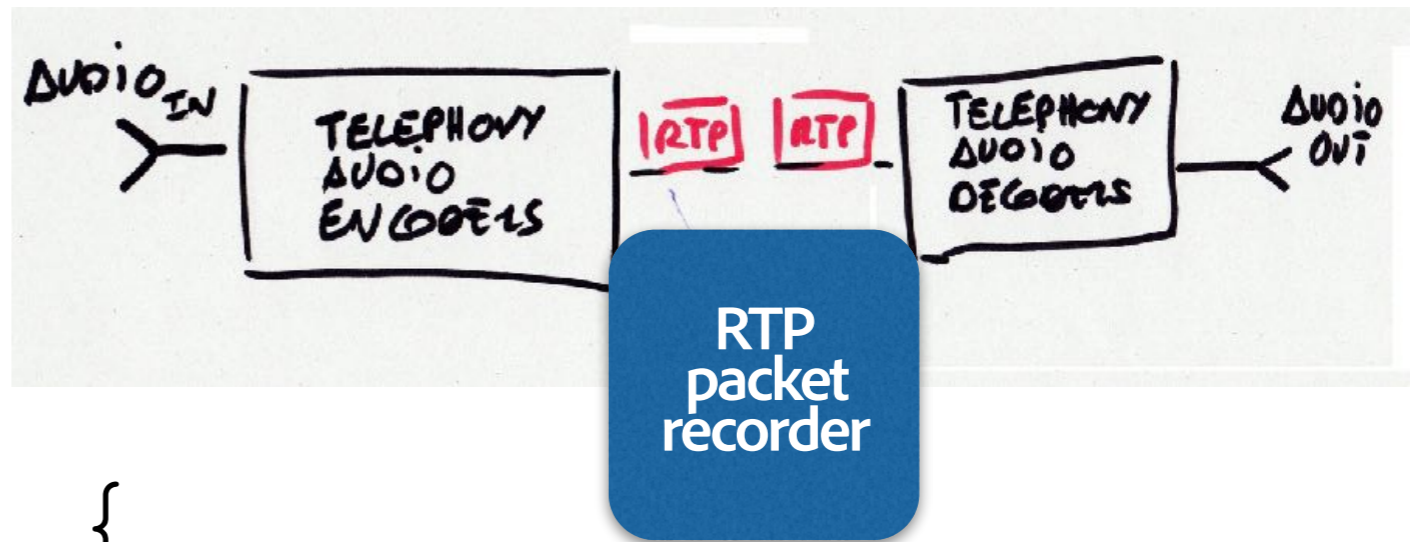 AUDIO IN
TELEPHONY
AUDIO
ENCODERS
RTP
RTP
TELEPHONY
AUDIO
DECODERS
AUDIO
OUT
RTP
packet
recorder
{